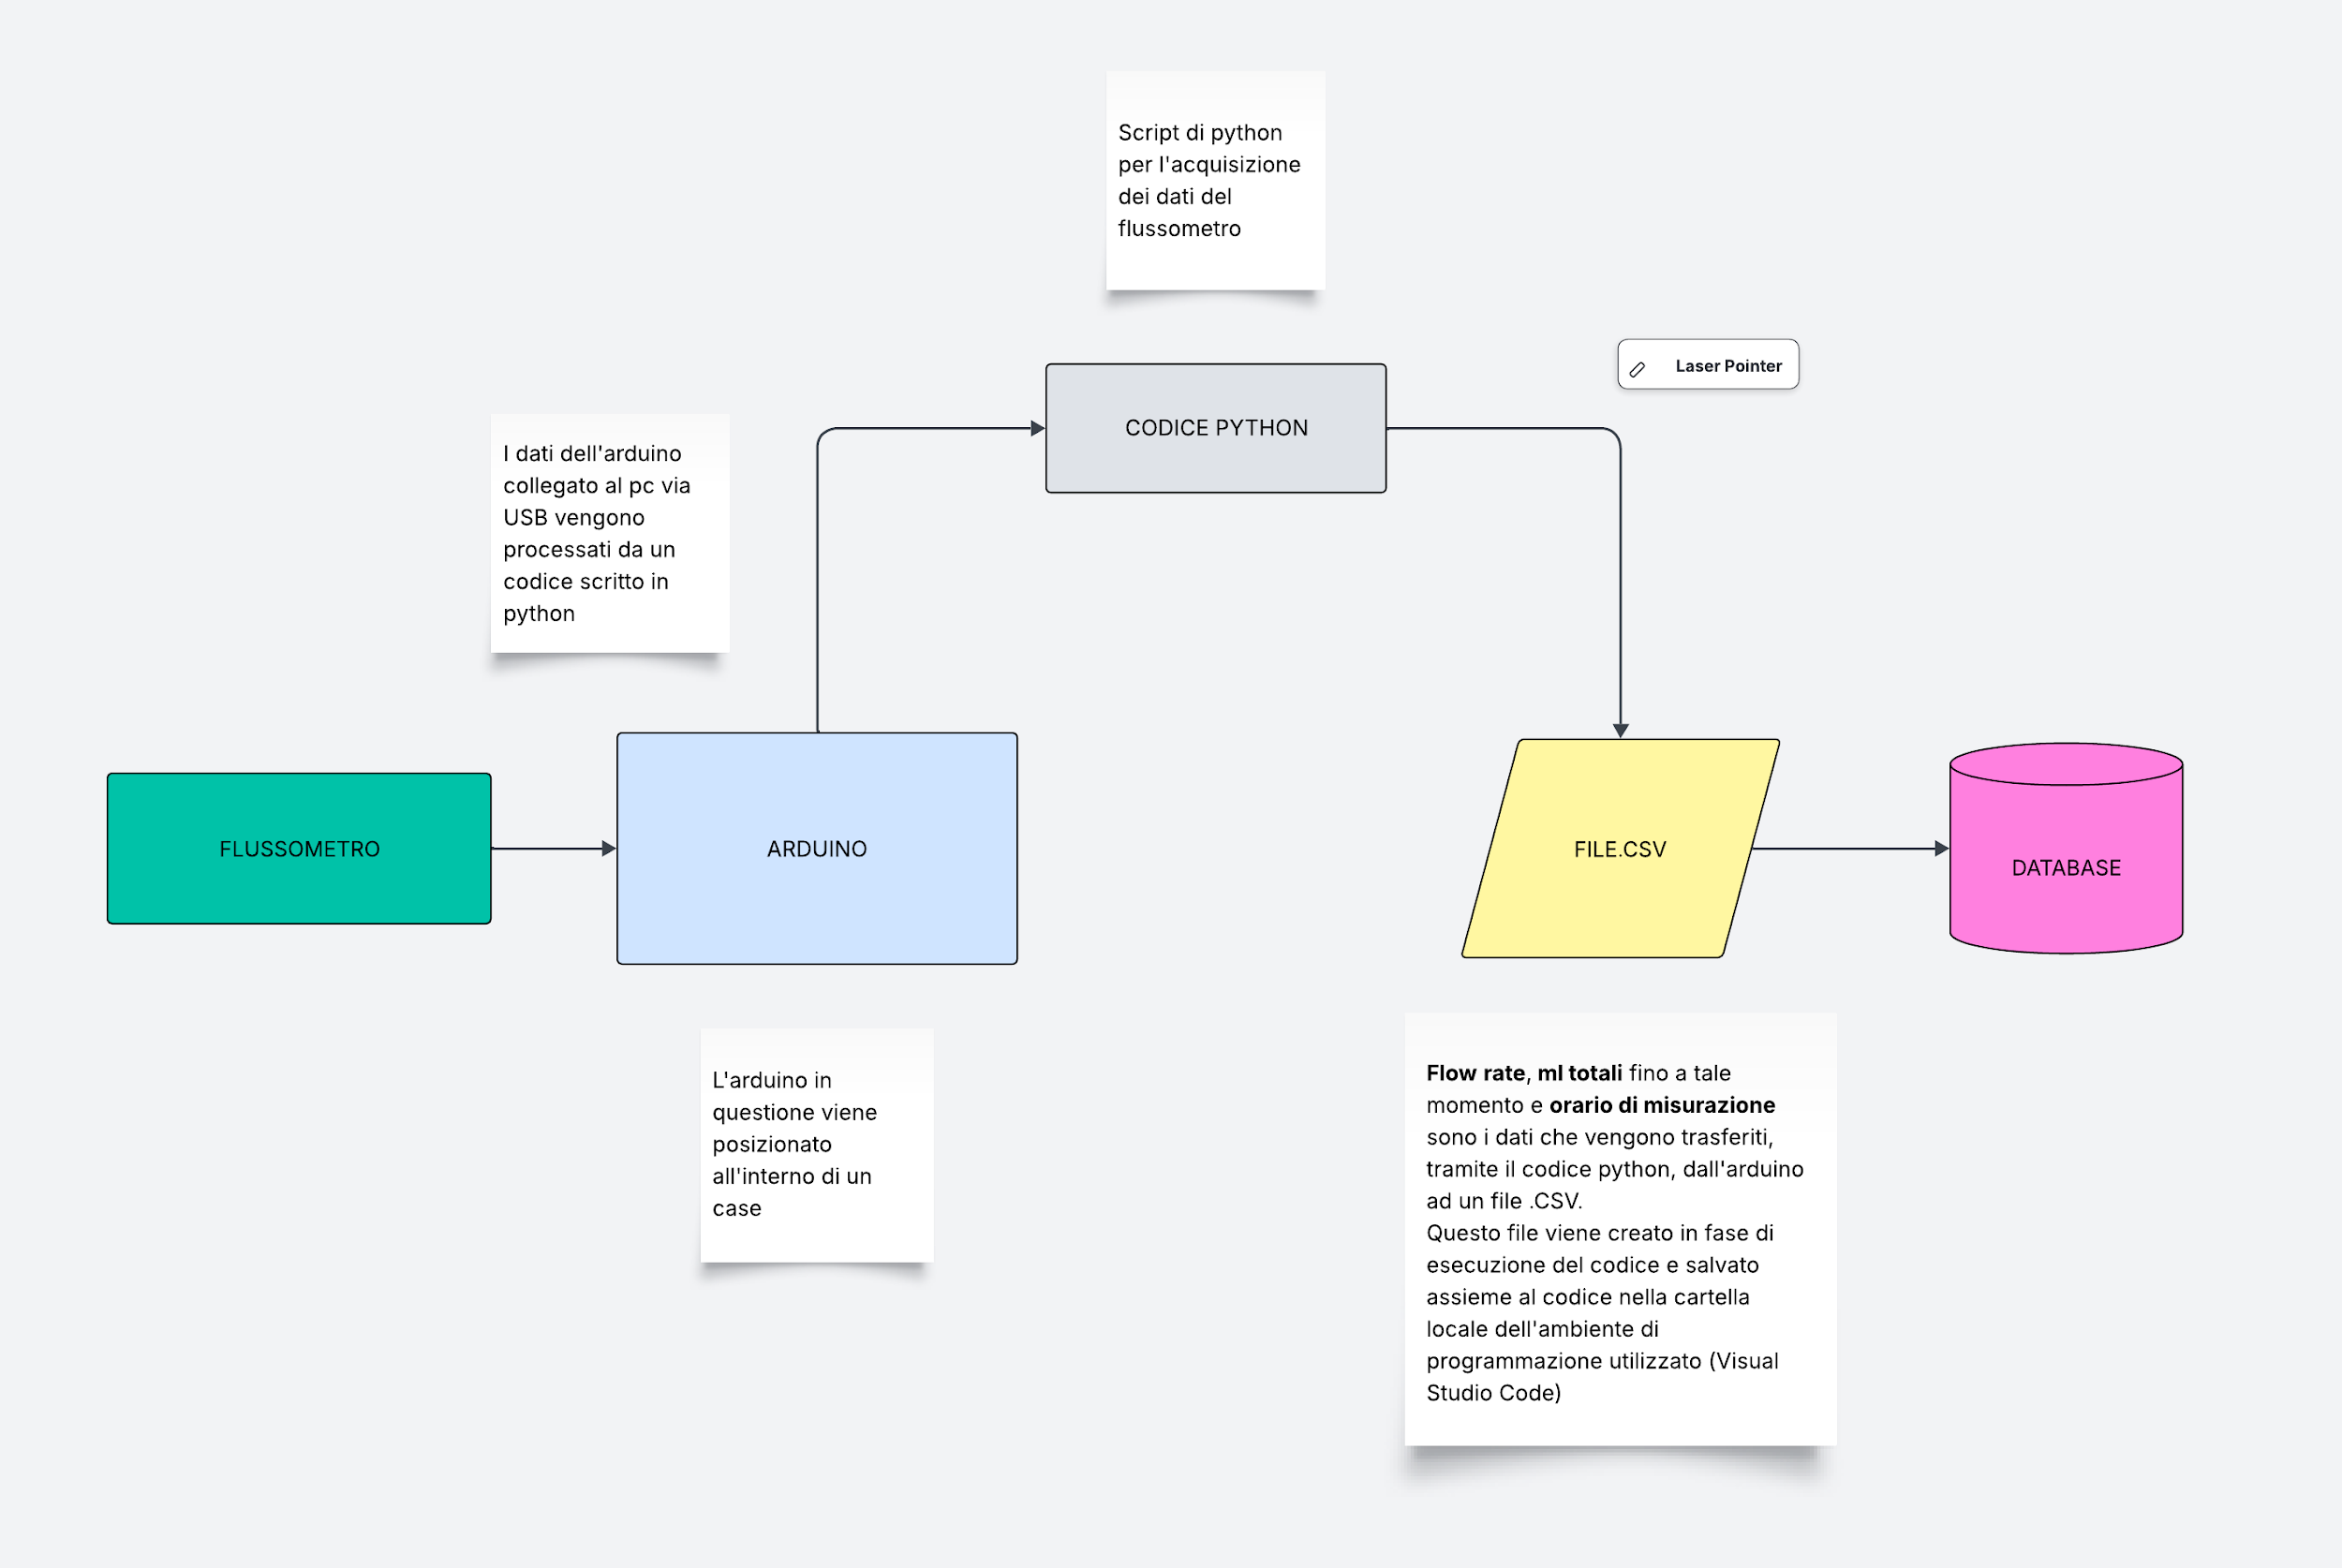 Script di python
per l'acquisizione
dei dati del
flussometro
Laser Pointer
CODICE PYTHON
I dati dell'arduino
collegato al pc via
USB vengono
processati da un
codice scritto in
python
FLUSSOMETRO
ARDUINO
FILE.CSV
DATABASE
L'arduino in
questione viene
posizionato
all'interno di un
case
Flow rate, ml totali fino a tale
momento e orario di misurazione
sono i dati che vengono trasferiti,
tramite il codice python, dall'arduino
ad un file .CSV.
Questo file viene creato in fase di
esecuzione del codice e salvato
assieme al codice nella cartella
locale dell'ambiente di
programmazione utilizzato (Visual
Studio Code)